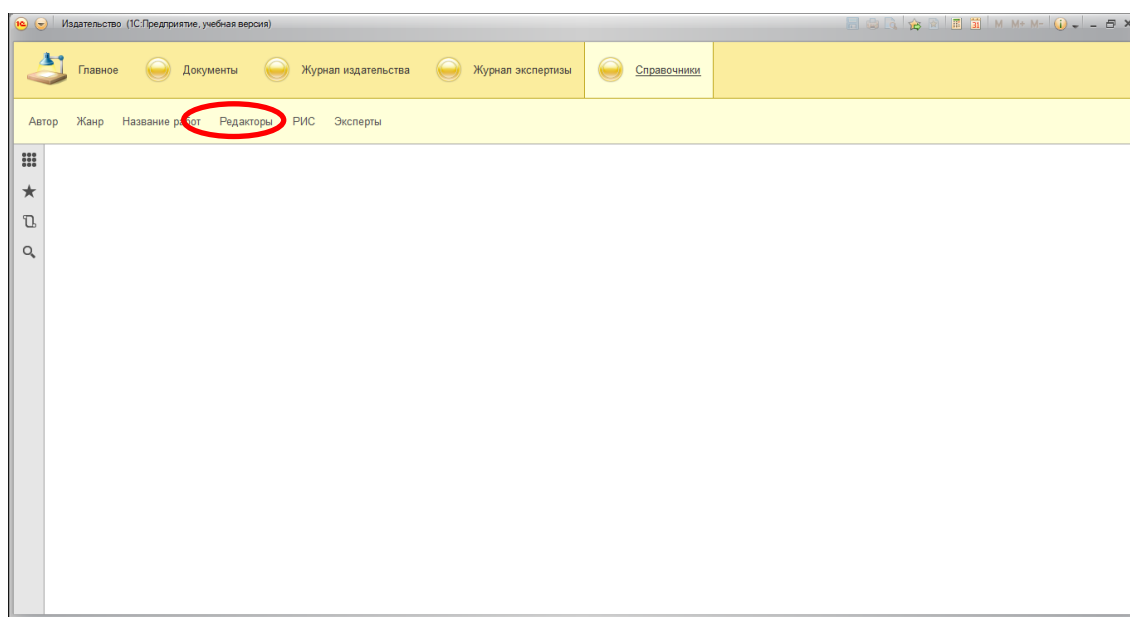 Издательство (1С:Предприятие, учебная версия) M M+ M-
Главное Документы Журнал издательства Журнал экспертизы Справочники
Автор Жанр Название работ Редакторы РИС Эксперты